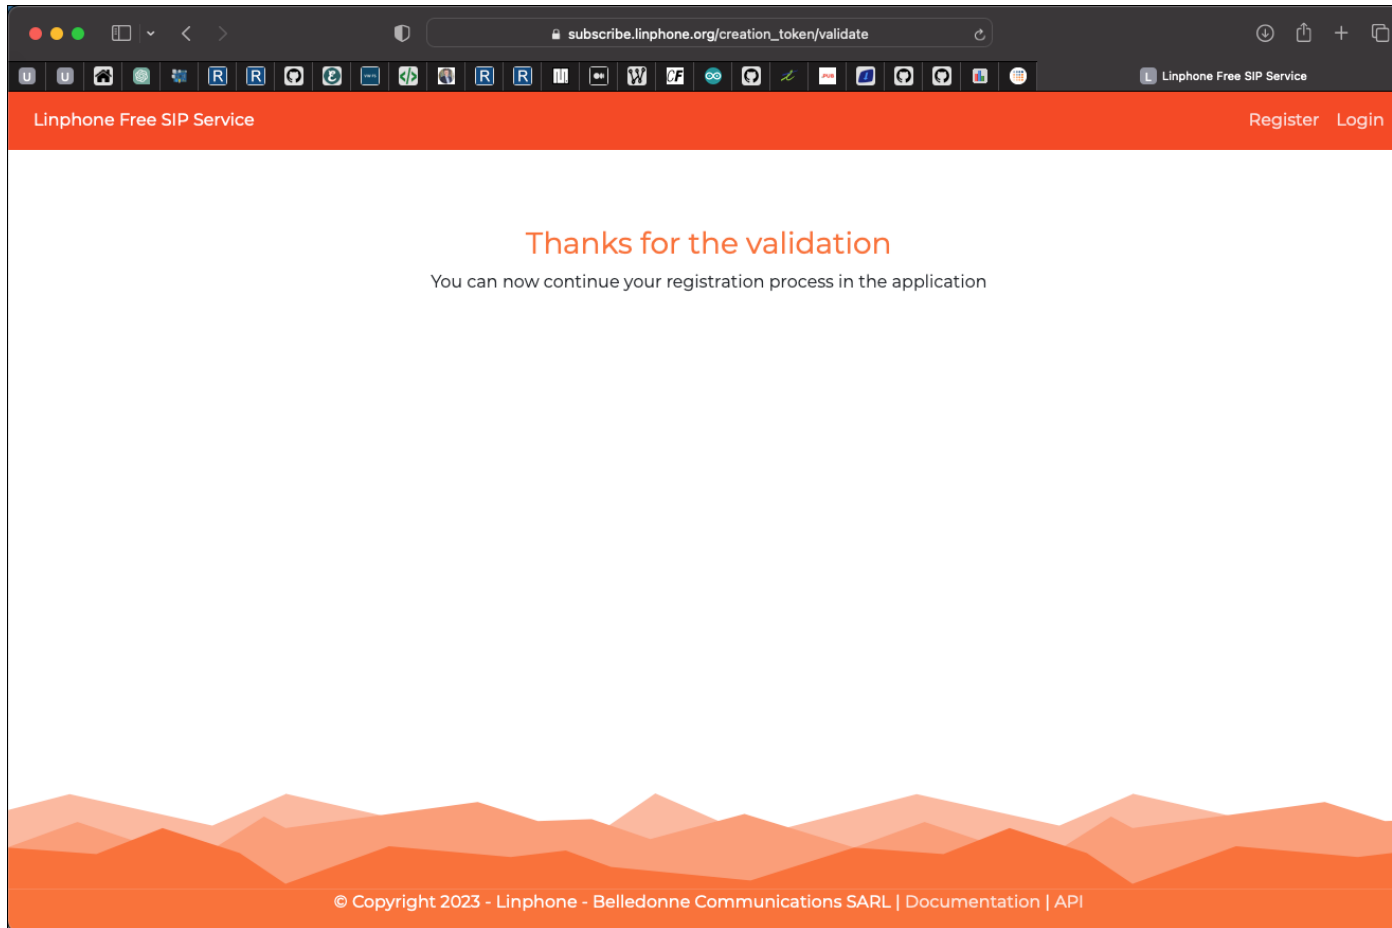 subscribe.linphone.org/creation_token/validate
U U R R R R W CF L Linphone Free SIP Service
Linphone Free SIP Service Register Login
Thanks for the validation
You can now continue your registration process in the application
© Copyright 2023 - Linphone - Belledonne Communications SARL | Documentation | API